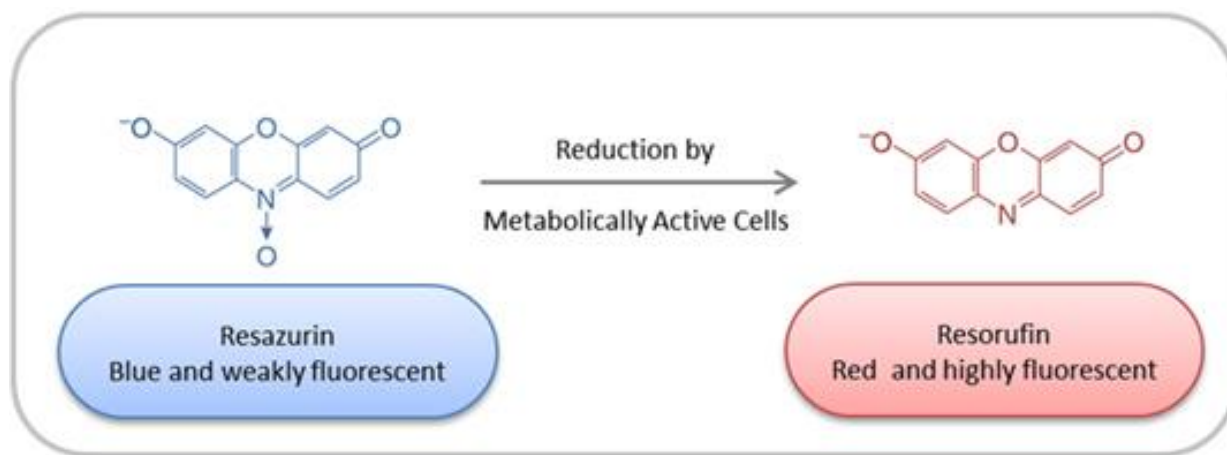 ⁻O
O
O
N
O
Reduction by
Metabolically Active Cells
⁻O
O
O
N
Resazurin
Blue and weakly fluorescent
Resorufin
Red and highly fluorescent